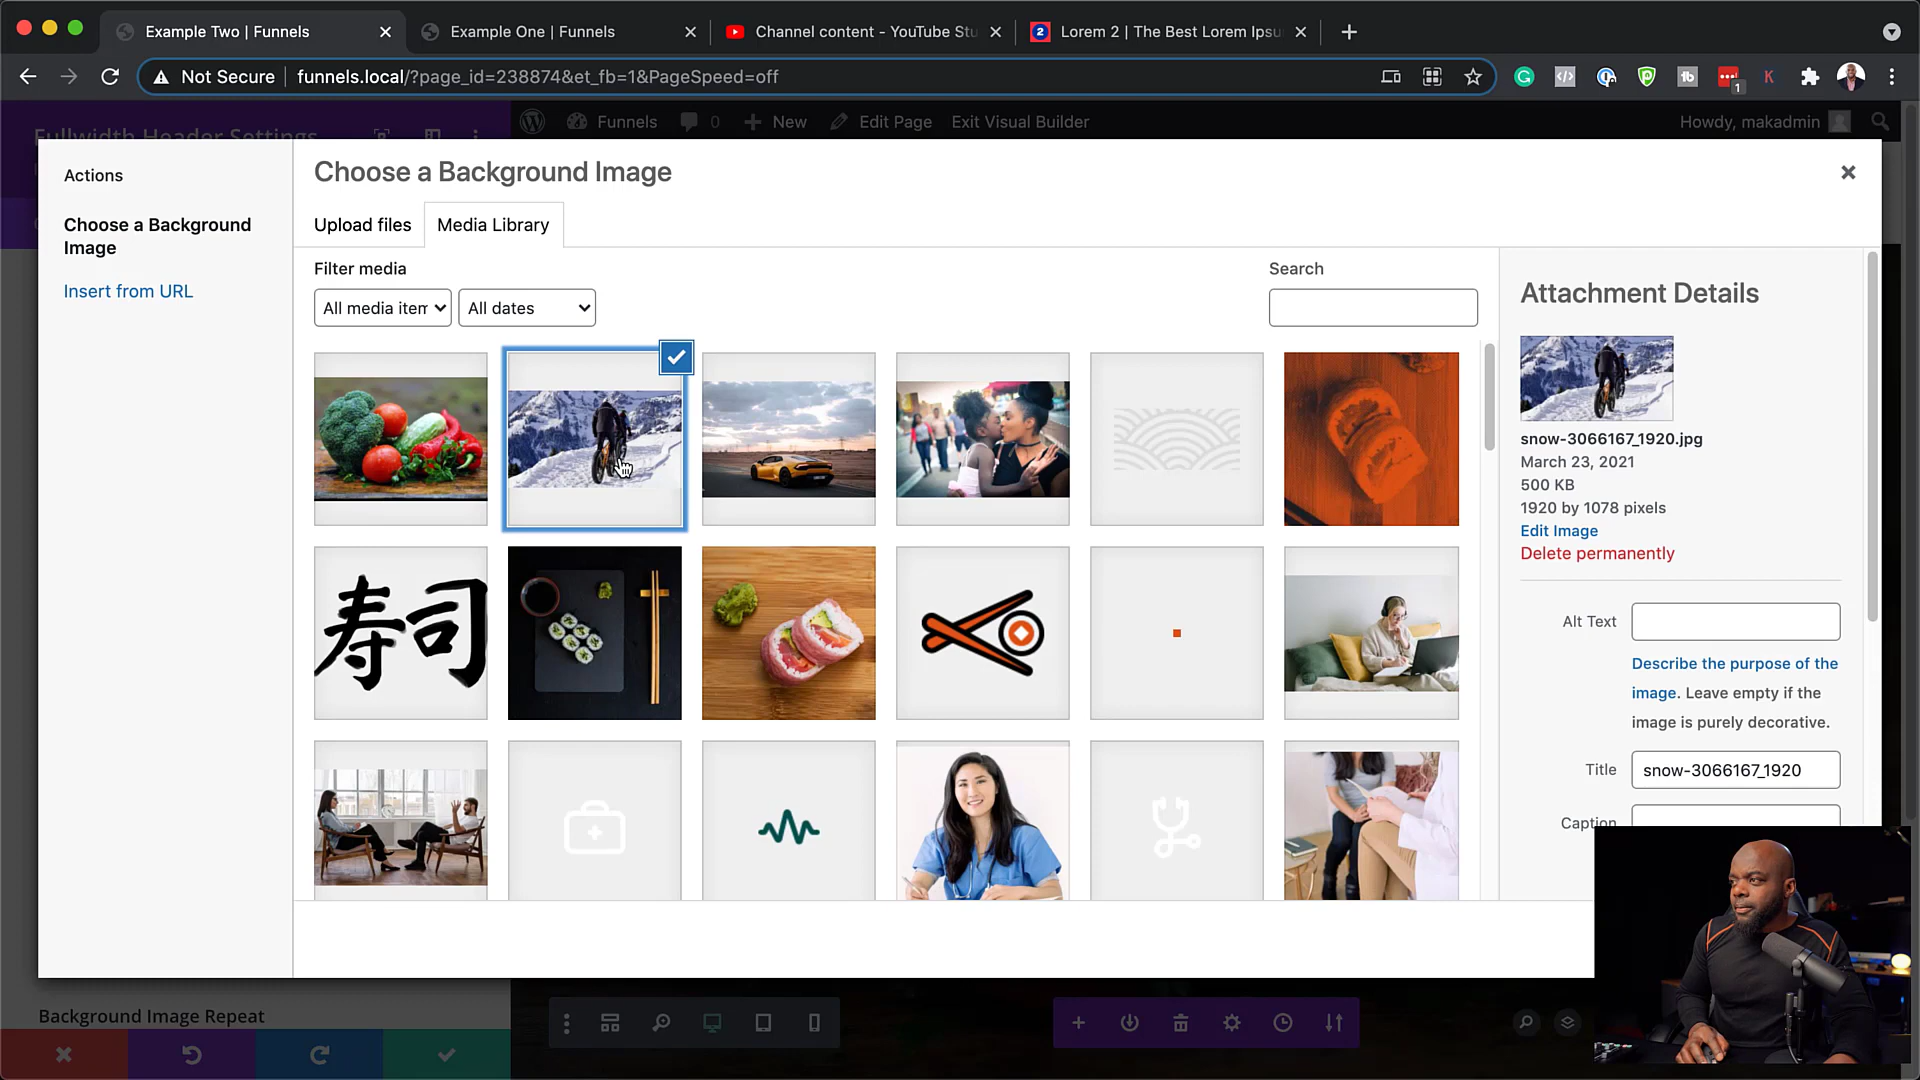 Example Two | Funnels
Example One | Funnels
Channel content - YouTube Stu
Lorem 2 | The Best Lorem Ipsu
Not Secure
funnels.local/?page_id=238874&et_fb=1&PageSpeed=off
1
Fullwidth Header Settings
Funnels
0
New
Edit Page
Exit Visual Builder
Howdy, makadmin
Actions
Choose a Background
Image
Insert from URL
Choose a Background Image
Upload files
Media Library
Filter media
All media item
All dates
Search
寿司
Attachment Details
snow-3066167_1920.jpg
March 23, 2021
500 KB
1920 by 1078 pixels
Edit Image
Delete permanently
Alt Text
Describe the purpose of the
image. Leave empty if the
image is purely decorative.
Title
snow-3066167_1920
Caption
Background Image Repeat